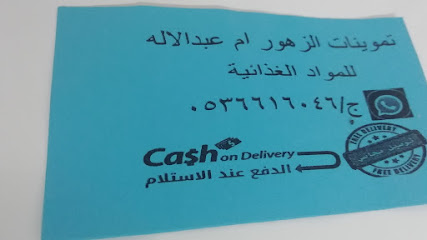 تموينات الزهور ام عبدالاله
للمواد الغذائية
ج/٠٥٣٦٦١٦٠٤٦
Cash on Delivery
الدفع عند الاستلام
FREE DELIVERY
FREE DELIVERY